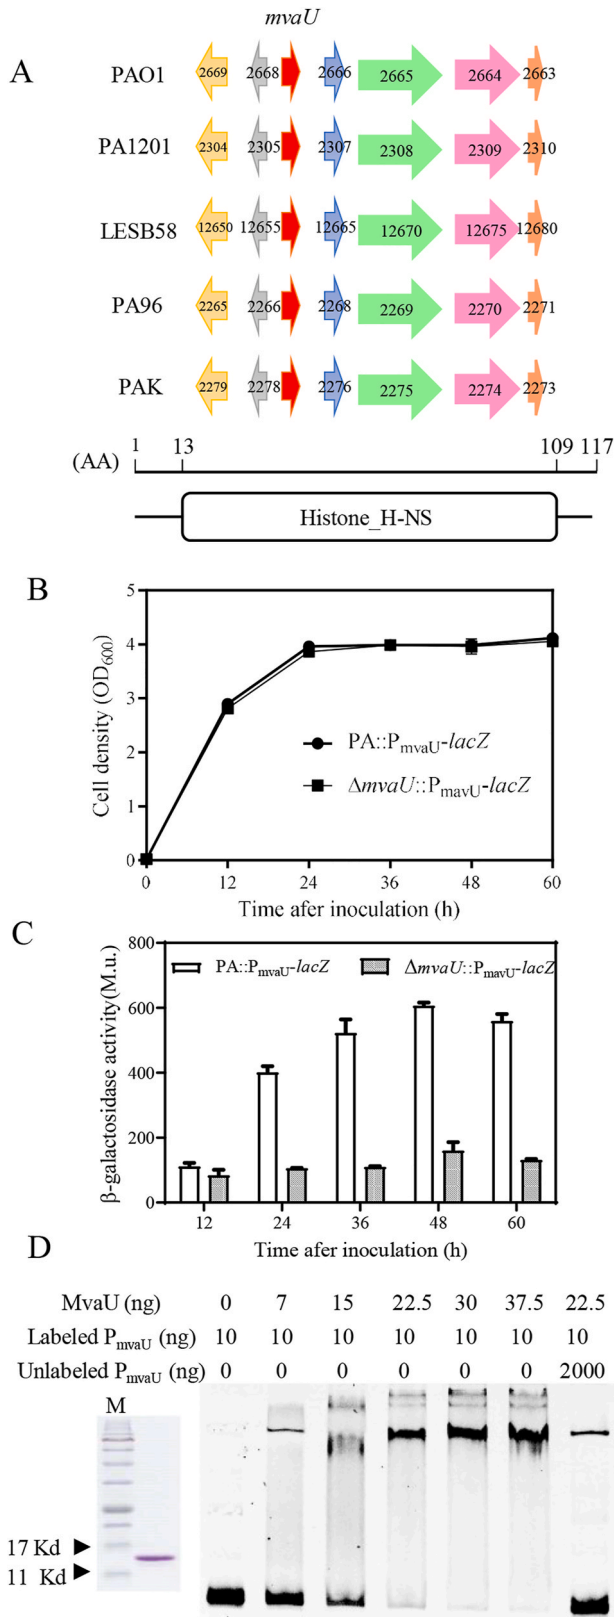 mvaU
A
PAO1 2669 2668 2666 2665 2664 2663
PA1201 2304 2305 2307 2308 2309 2310
LESB58 12650 12655 12665 12670 12675 12680
PA96 2265 2266 2268 2269 2270 2271
PAK 2279 2278 2276 2275 2274 2273
1 13 109 117
(AA)
Histone_H-NS
B
5
4
3
2
1
0
Cell density (OD600)
PA::PmvaU-lacZ
ΔmvaU::PmavU-lacZ
0 12 24 36 48 60
Time afer inoculation (h)
C
800
600
400
200
0
β-galactosidase activity(M.u.)
PA::PmvaU-lacZ ΔmvaU::PmavU-lacZ
12 24 36 48 60
Time afer inoculation (h)
D
MvaU (ng) 0 7 15 22.5 30 37.5 22.5
Labeled PmvaU (ng) 10 10 10 10 10 10 10
Unlabeled PmvaU (ng) 0 0 0 0 0 0 2000
M
17 Kd
11 Kd